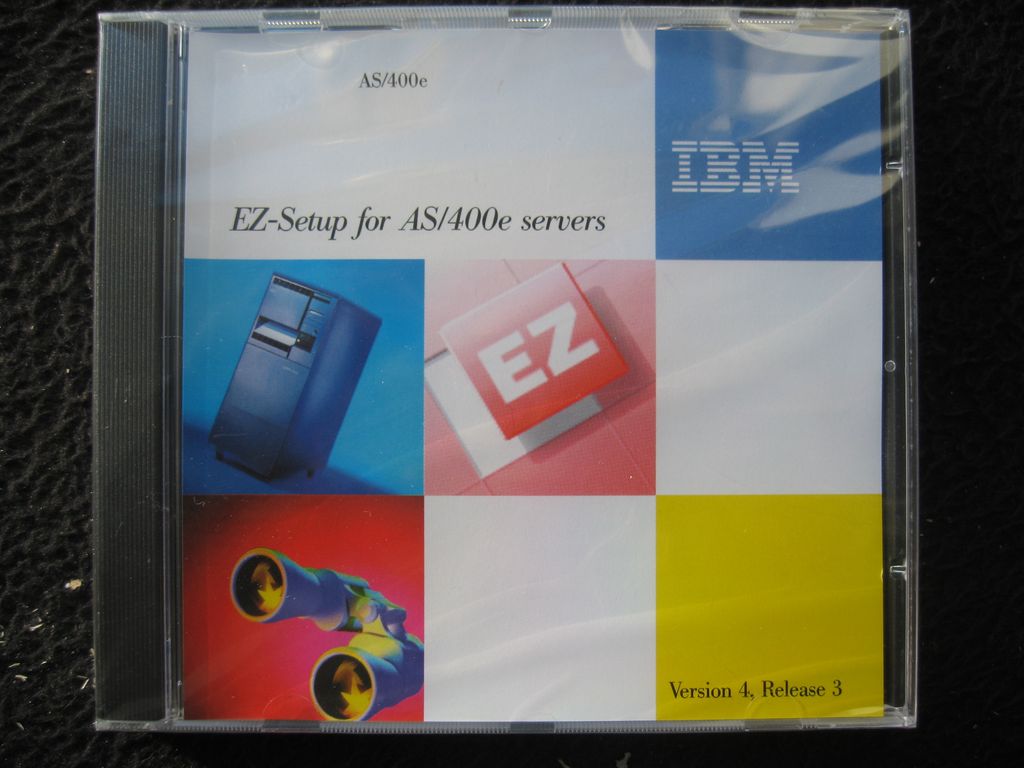 AS/400e
IBM
EZ-Setup for AS/400e servers
EZ
Version 4, Release 3